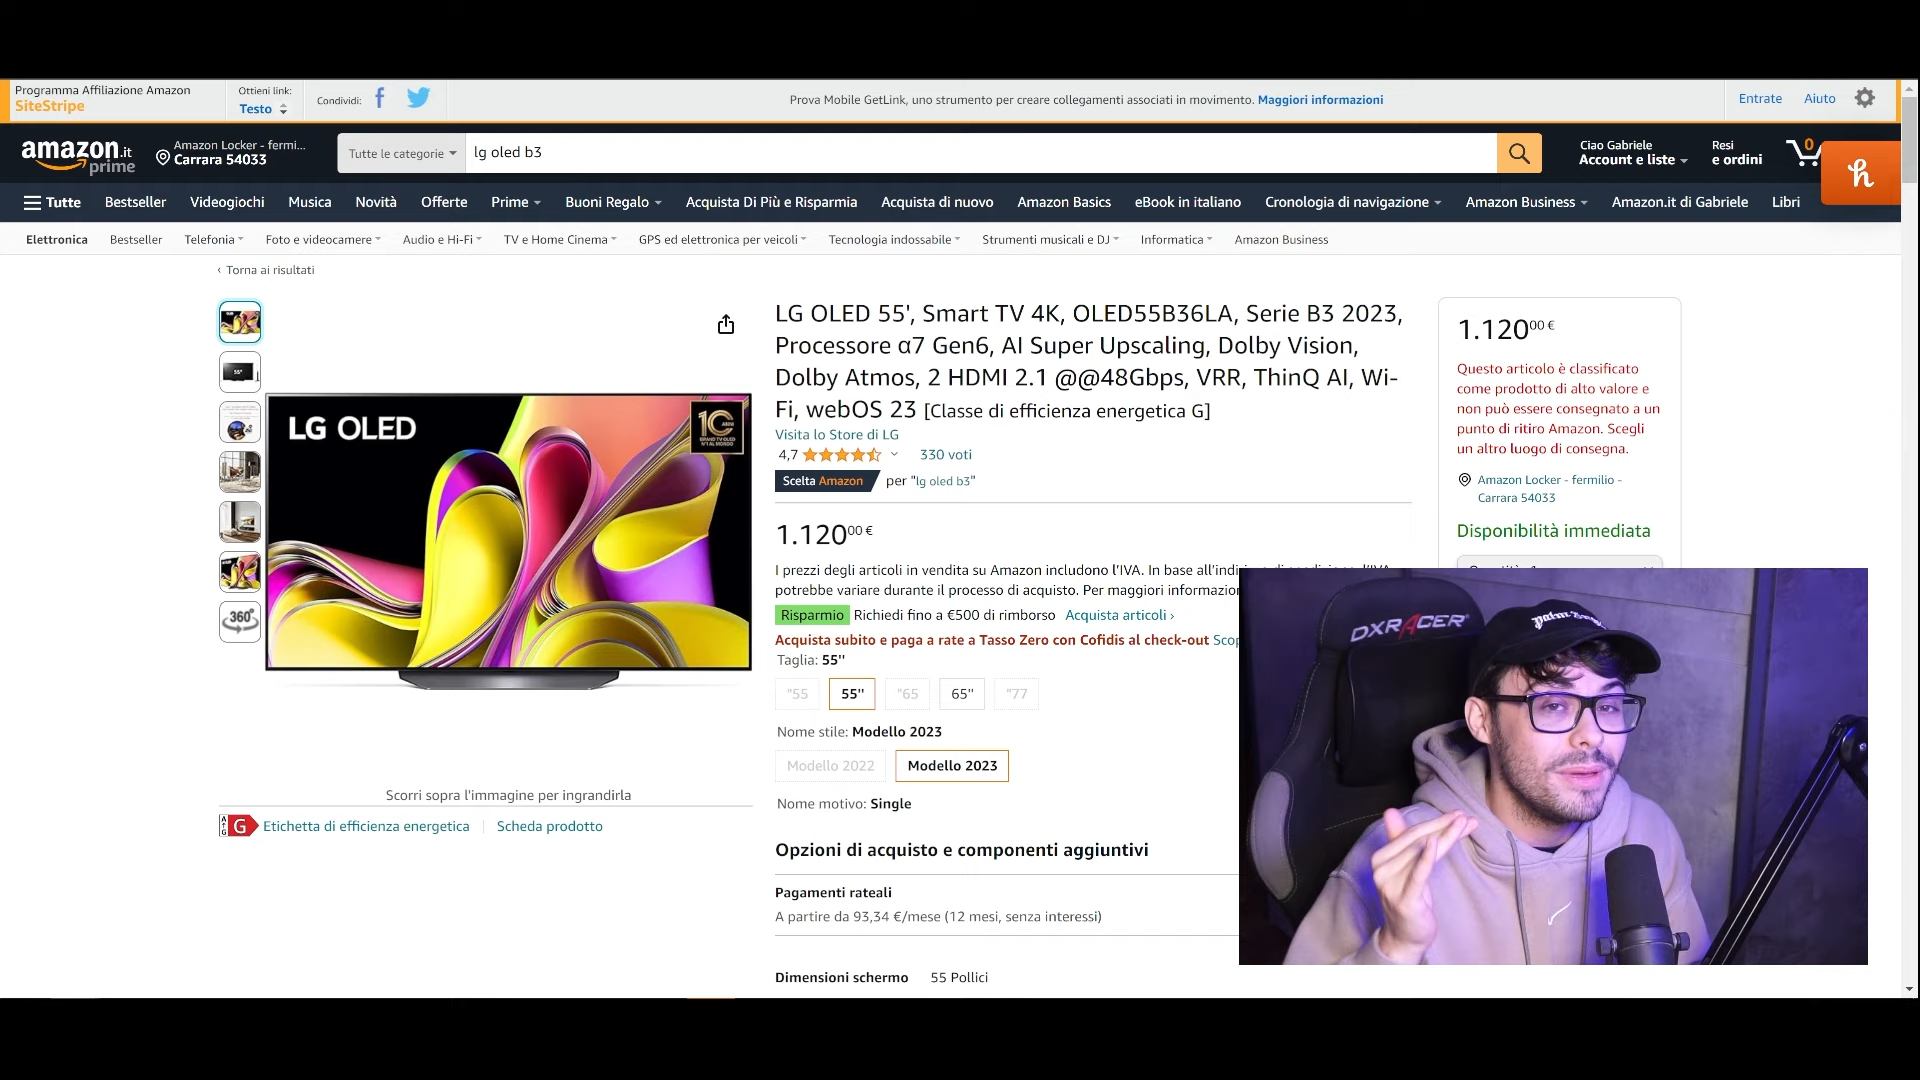 Programma Affiliazione Amazon
SiteStripe
Ottieni link:
Testo
Condividi:
Prova Mobile GetLink, uno strumento per creare collegamenti associati in movimento. Maggiori informazioni
Entrate
Aiuto
amazon.it
prime
Amazon Locker - fermi...
Carrara 54033
Tutte le categorie
lg oled b3
Ciao Gabriele
Account e liste
Resi
e ordini
0
Tutte
Bestseller
Videogiochi
Musica
Novità
Offerte
Prime
Buoni Regalo
Acquista Di Più e Risparmia
Acquista di nuovo
Amazon Basics
eBook in italiano
Cronologia di navigazione
Amazon Business
Amazon.it di Gabriele
Libri
Elettronica
Bestseller
Telefonia
Foto e videocamere
Audio e Hi-Fi
TV e Home Cinema
GPS ed elettronica per veicoli
Tecnologia indossabile
Strumenti musicali e DJ
Informatica
Amazon Business
‹ Torna ai risultati
LG OLED
10
ANNI
360°
Scorri sopra l'immagine per ingrandirla
G
Etichetta di efficienza energetica
Scheda prodotto
LG OLED 55', Smart TV 4K, OLED55B36LA, Serie B3 2023,
Processore α7 Gen6, AI Super Upscaling, Dolby Vision,
Dolby Atmos, 2 HDMI 2.1 @@48Gbps, VRR, ThinQ AI, Wi-
Fi, webOS 23 [Classe di efficienza energetica G]
Visita lo Store di LG
4,7
330 voti
Scelta Amazon per "lg oled b3"
1.120⁰⁰ €
I prezzi degli articoli in vendita su Amazon includono l'IVA. In base all'indi
potrebbe variare durante il processo di acquisto. Per maggiori informazion
Risparmio Richiedi fino a €500 di rimborso Acquista articoli ›
Acquista subito e paga a rate a Tasso Zero con Cofidis al check-out Scop
Taglia: 55''
"55
55''
"65
65''
"77
Nome stile: Modello 2023
Modello 2022
Modello 2023
Nome motivo: Single
Opzioni di acquisto e componenti aggiuntivi
Pagamenti rateali
A partire da 93,34 €/mese (12 mesi, senza interessi)
Dimensioni schermo 55 Pollici
1.120⁰⁰ €
Questo articolo è classificato
come prodotto di alto valore e
non può essere consegnato a un
punto di ritiro Amazon. Scegli
un altro luogo di consegna.
Amazon Locker - fermilio -
Carrara 54033
Disponibilità immediata
DXRACER